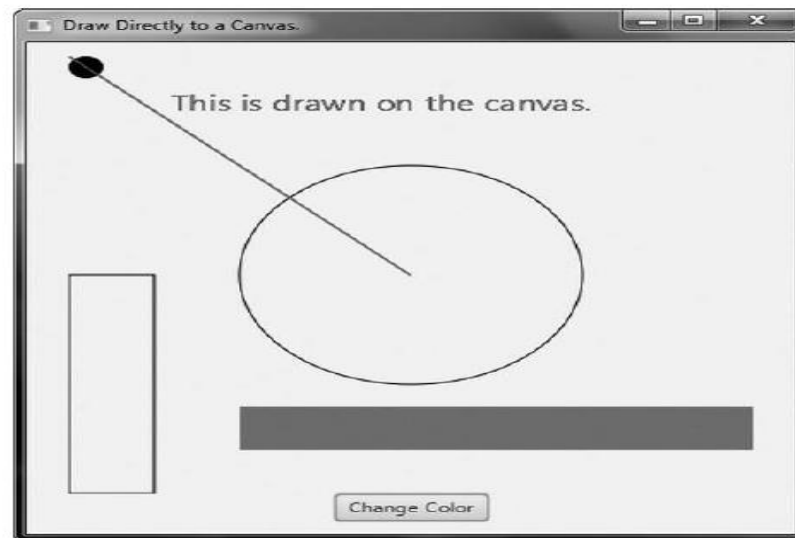 Draw Directly to a Canvas.
This is drawn on the canvas.
Change Color